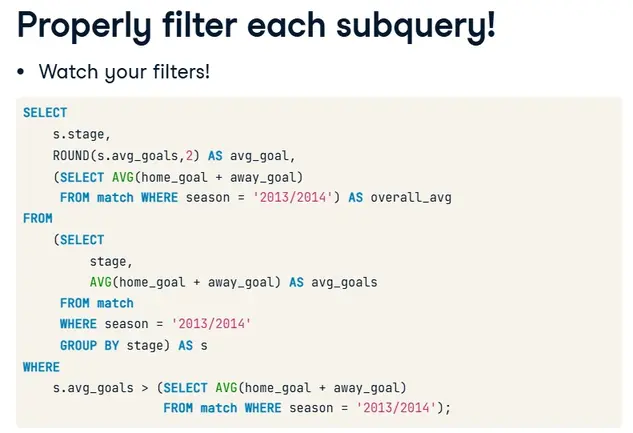 Properly filter each subquery!
• Watch your filters!
SELECT
s.stage,
ROUND(s.avg_goals,2) AS avg_goal,
(SELECT AVG(home_goal + away_goal)
FROM match WHERE season = '2013/2014') AS overall_avg
FROM
(SELECT
stage,
AVG(home_goal + away_goal) AS avg_goals
FROM match
WHERE season = '2013/2014'
GROUP BY stage) AS s
WHERE
s.avg_goals > (SELECT AVG(home_goal + away_goal)
FROM match WHERE season = '2013/2014');